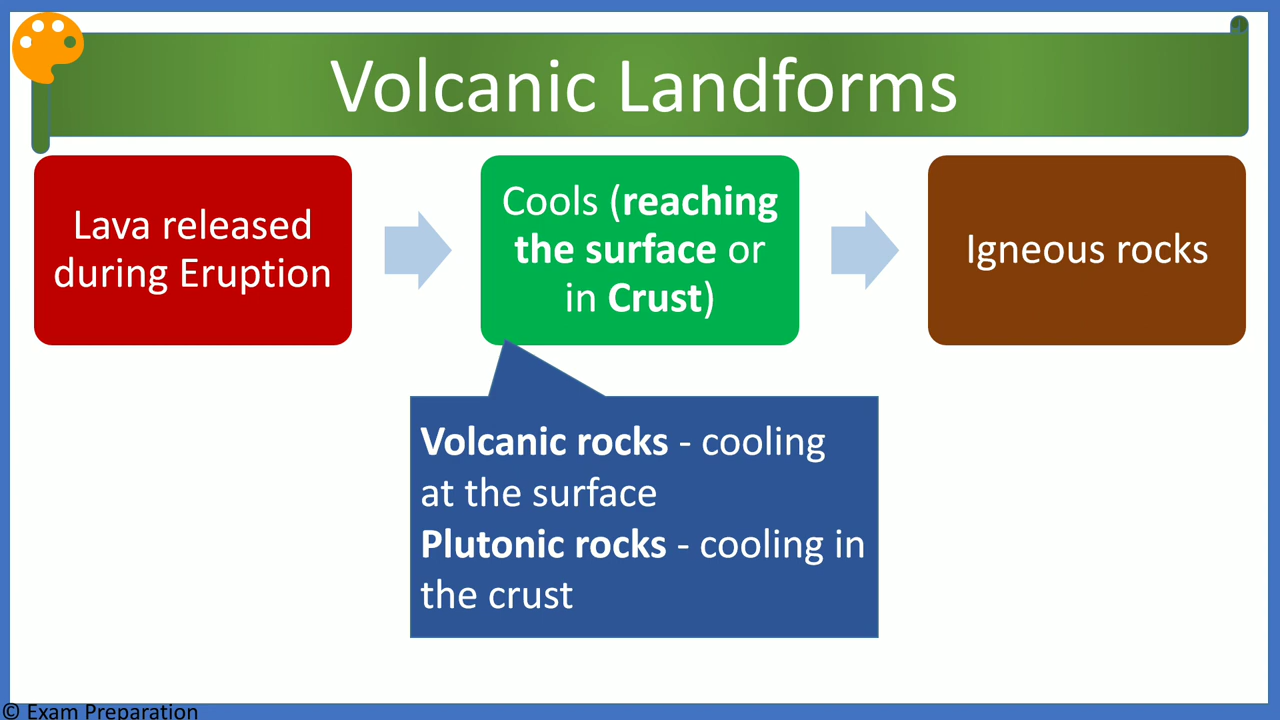 Volcanic Landforms
Lava released
during Eruption
Cools (reaching
the surface or
in Crust)
Igneous rocks
Volcanic rocks - cooling
at the surface
Plutonic rocks - cooling in
the crust
© Exam Preparation